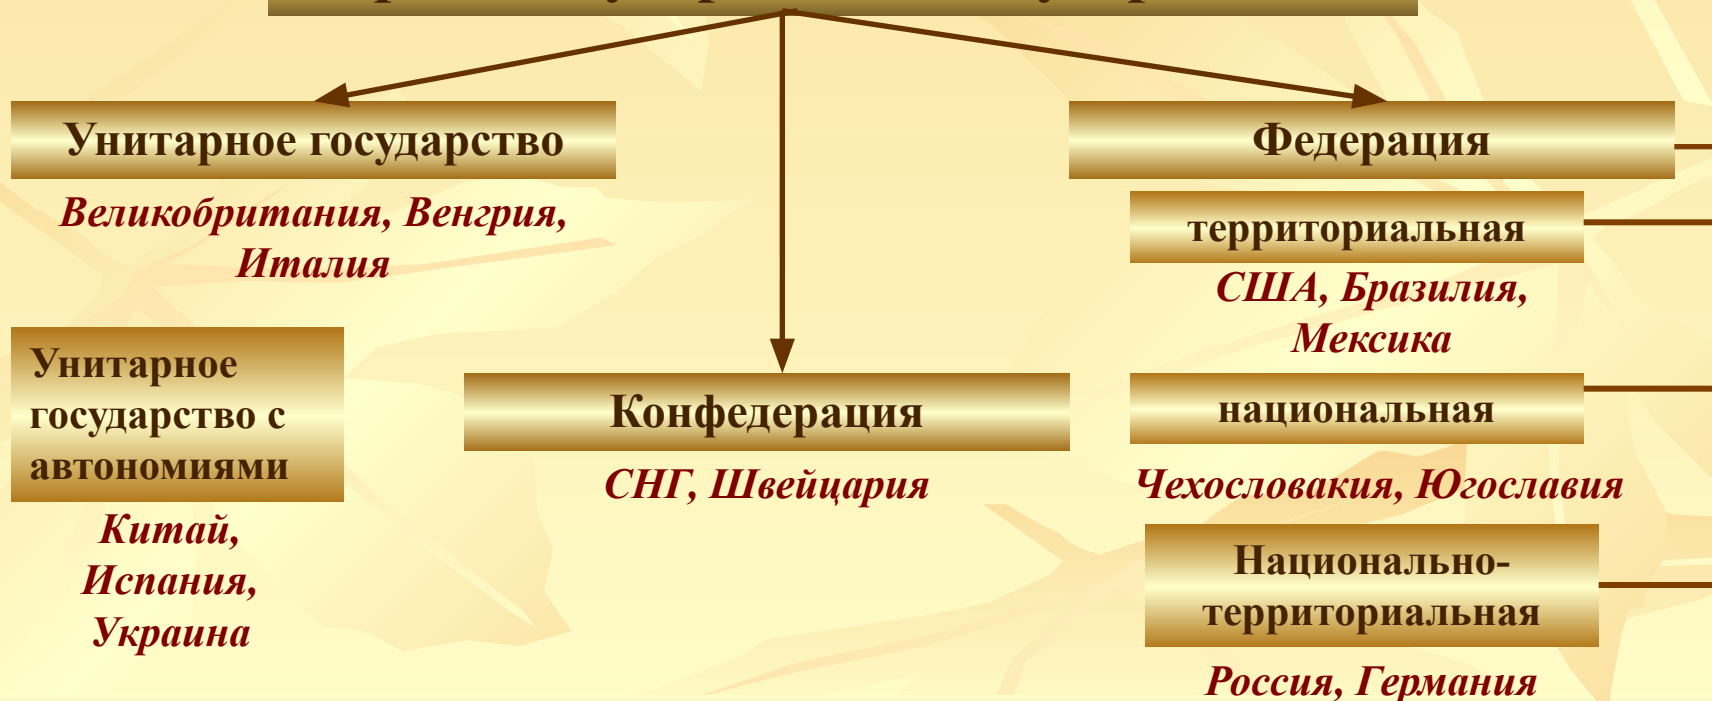 Унитарное государство
Великобритания, Венгрия,
Италия
Унитарное
государство с
автономиями
Китай,
Испания,
Украина
Конфедерация
СНГ, Швейцария
Федерация
территориальная
США, Бразилия,
Мексика
национальная
Чехословакия, Югославия
Национально-
территориальная
Россия, Германия